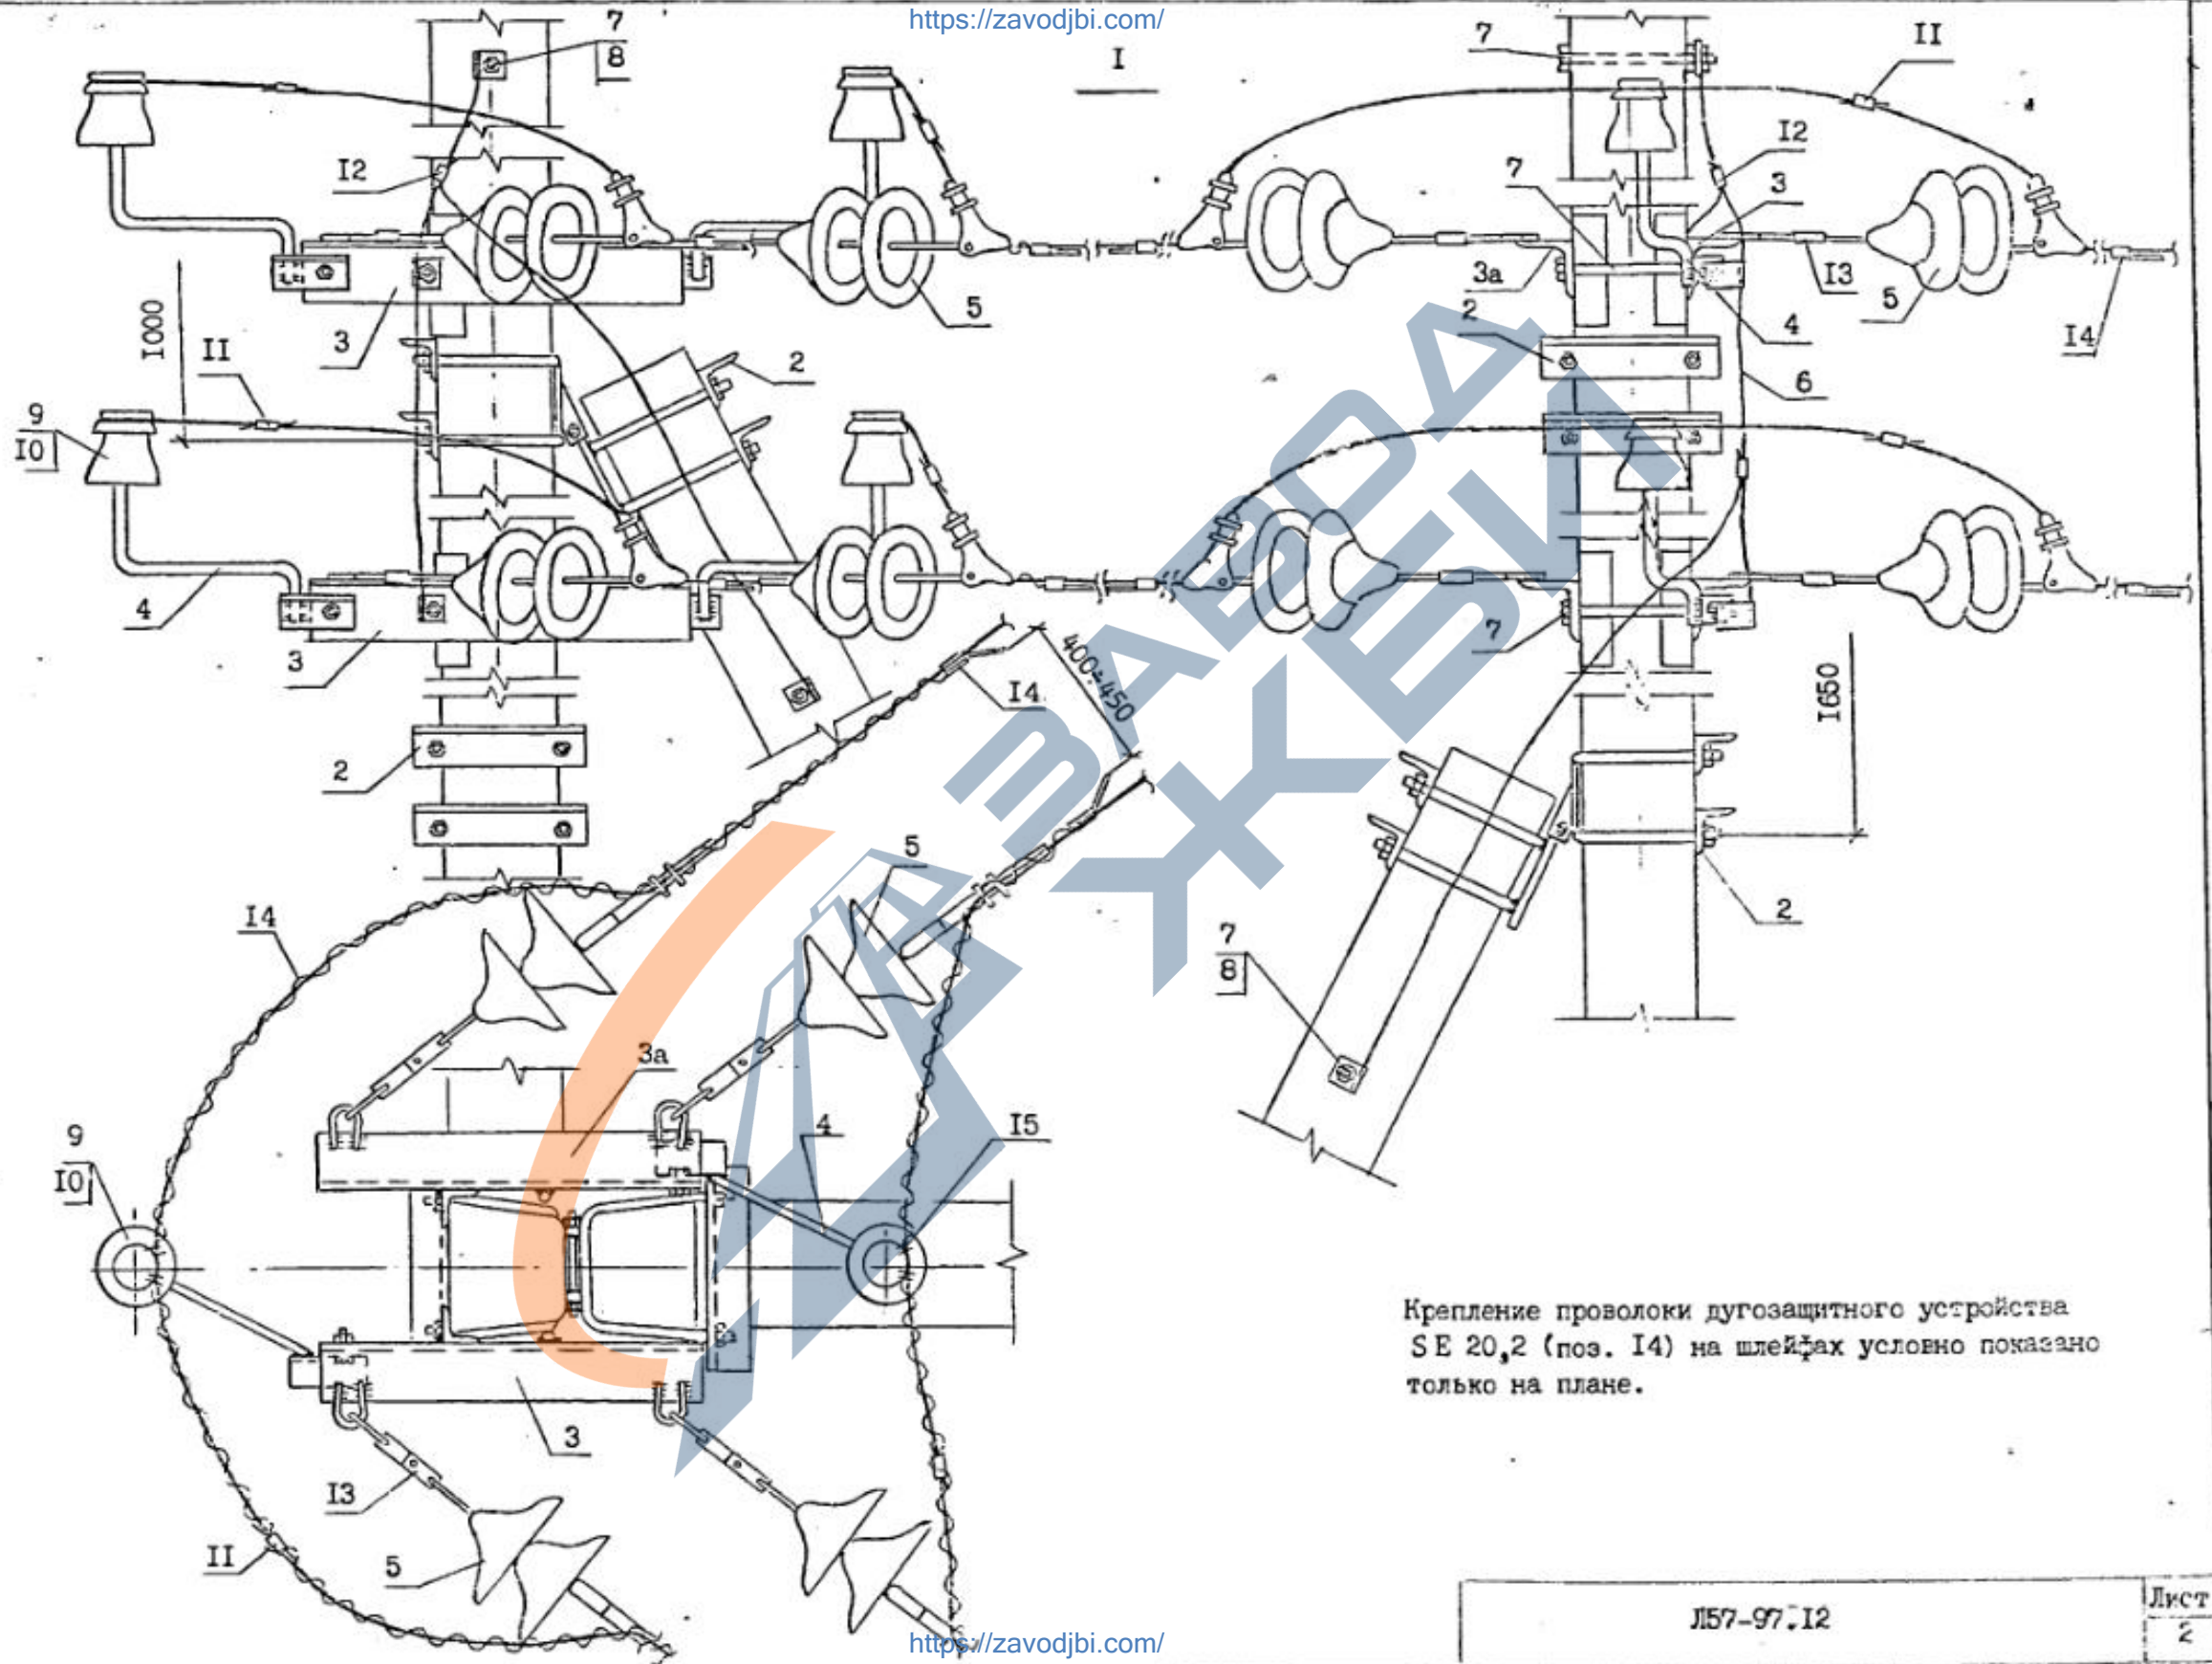 https://zavodjbi.com/
I
7
8
I2
3
5
I000
II
2
9
I0
4
3
2
7
II
I2
7
3
3а
I3
5
2
4
I4
6
7
I650
2
7
8
I4
400÷450
5
I4
3а
4
I5
9
I0
I3
3
II
5
ЗАВОД
ЖБИ
Крепление проволоки дугозащитного устройства
SE 20,2 (поз. I4) на шлейфах условно показано
только на плане.
Л57-97.I2
Лист
2
https://zavodjbi.com/